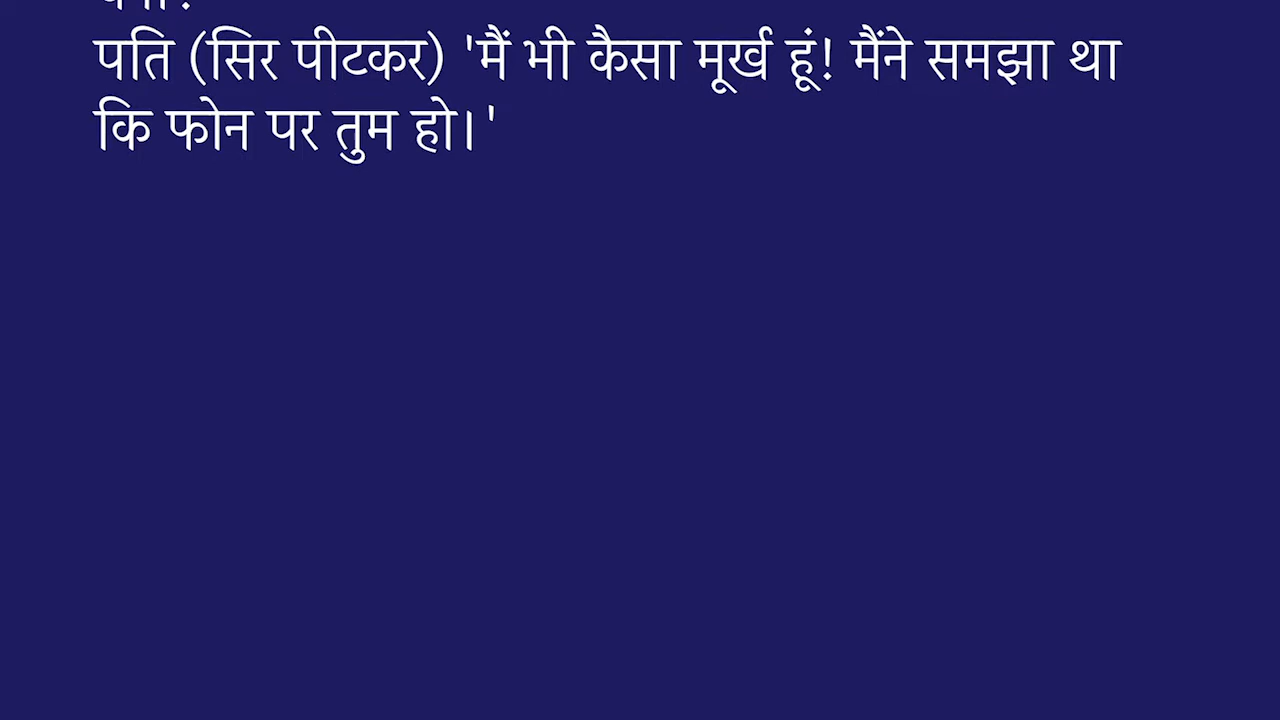 पति (सिर पीटकर) 'मैं भी कैसा मूर्ख हूं! मैंने समझा था
कि फोन पर तुम हो।'